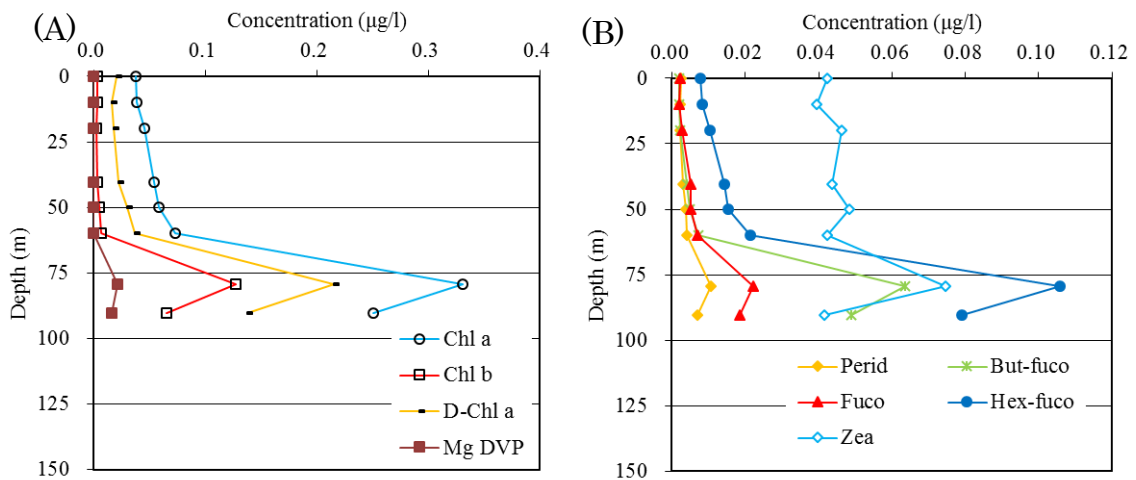 (A)
Concentration (μg/l)
0.0 0.1 0.2 0.3 0.4
0
25
50
75
100
125
150
Depth (m)
Chl a
Chl b
D-Chl a
Mg DVP
(B)
Concentration (μg/l)
0.00 0.02 0.04 0.06 0.08 0.10 0.12
0
25
50
75
100
125
150
Depth (m)
Perid But-fuco
Fuco Hex-fuco
Zea